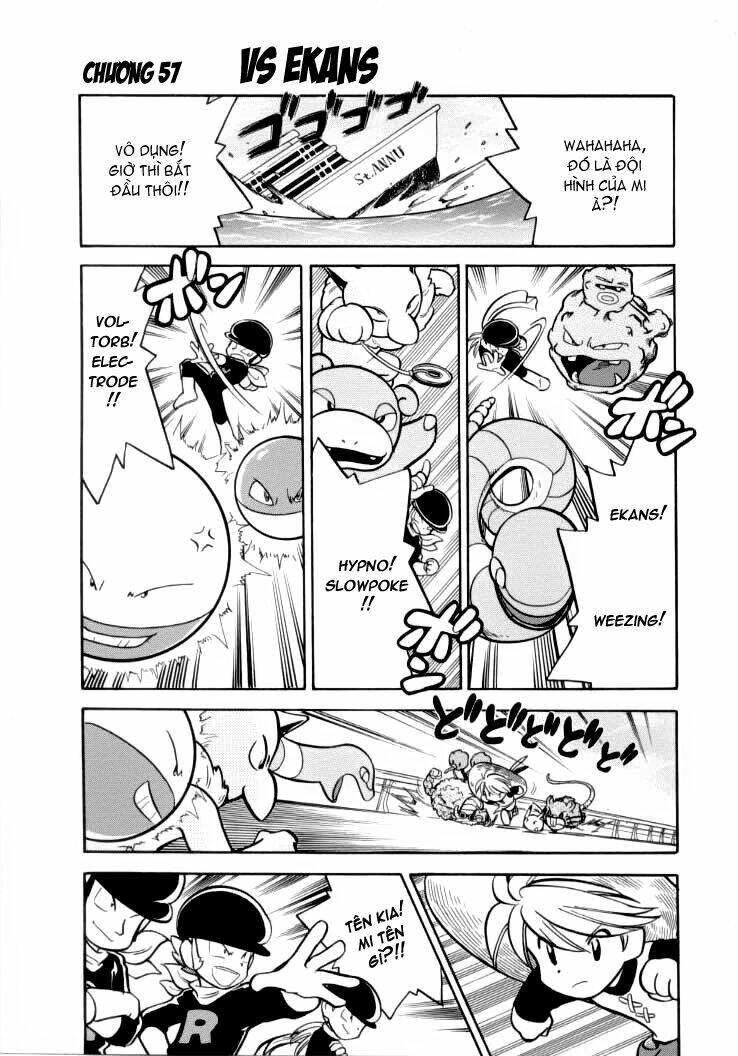 CHƯƠNG 57
VS EKANS
WAHAHAHA,
ĐÓ LÀ ĐỘI
HÌNH CỦA MI
À?!
ゴゴゴゴ
St.ANNU
VÔ DỤNG!
GIỜ THÌ BẮT
ĐẦU THÔI!!
ボン
EKANS!
WEEZING!
HYPNO!
SLOWPOKE
!!
ボン
ボン
VOL-
TORB!
ELEC-
TRODE
!!
どどどどど
TÊN KIA!
MI TÊN
GÌ?!!
R
R